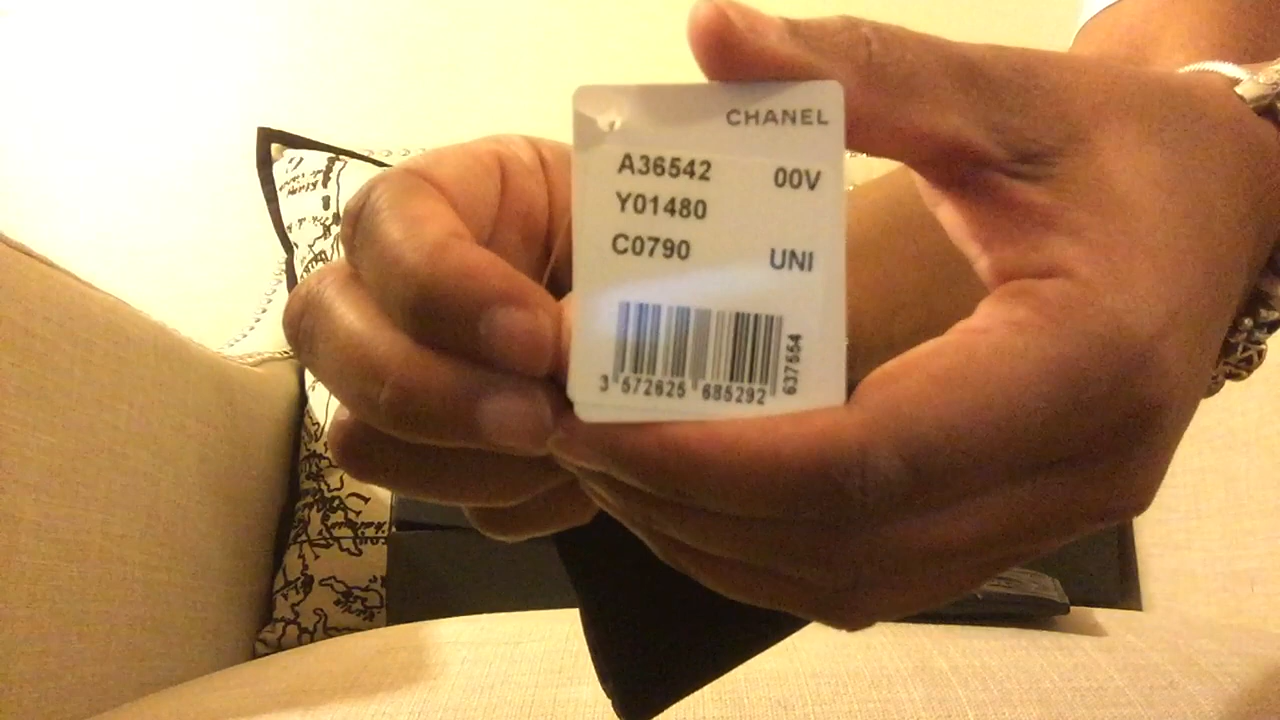 CHANEL
A36542 00V
Y01480
C0790 UNI
3 572625 685292
637554